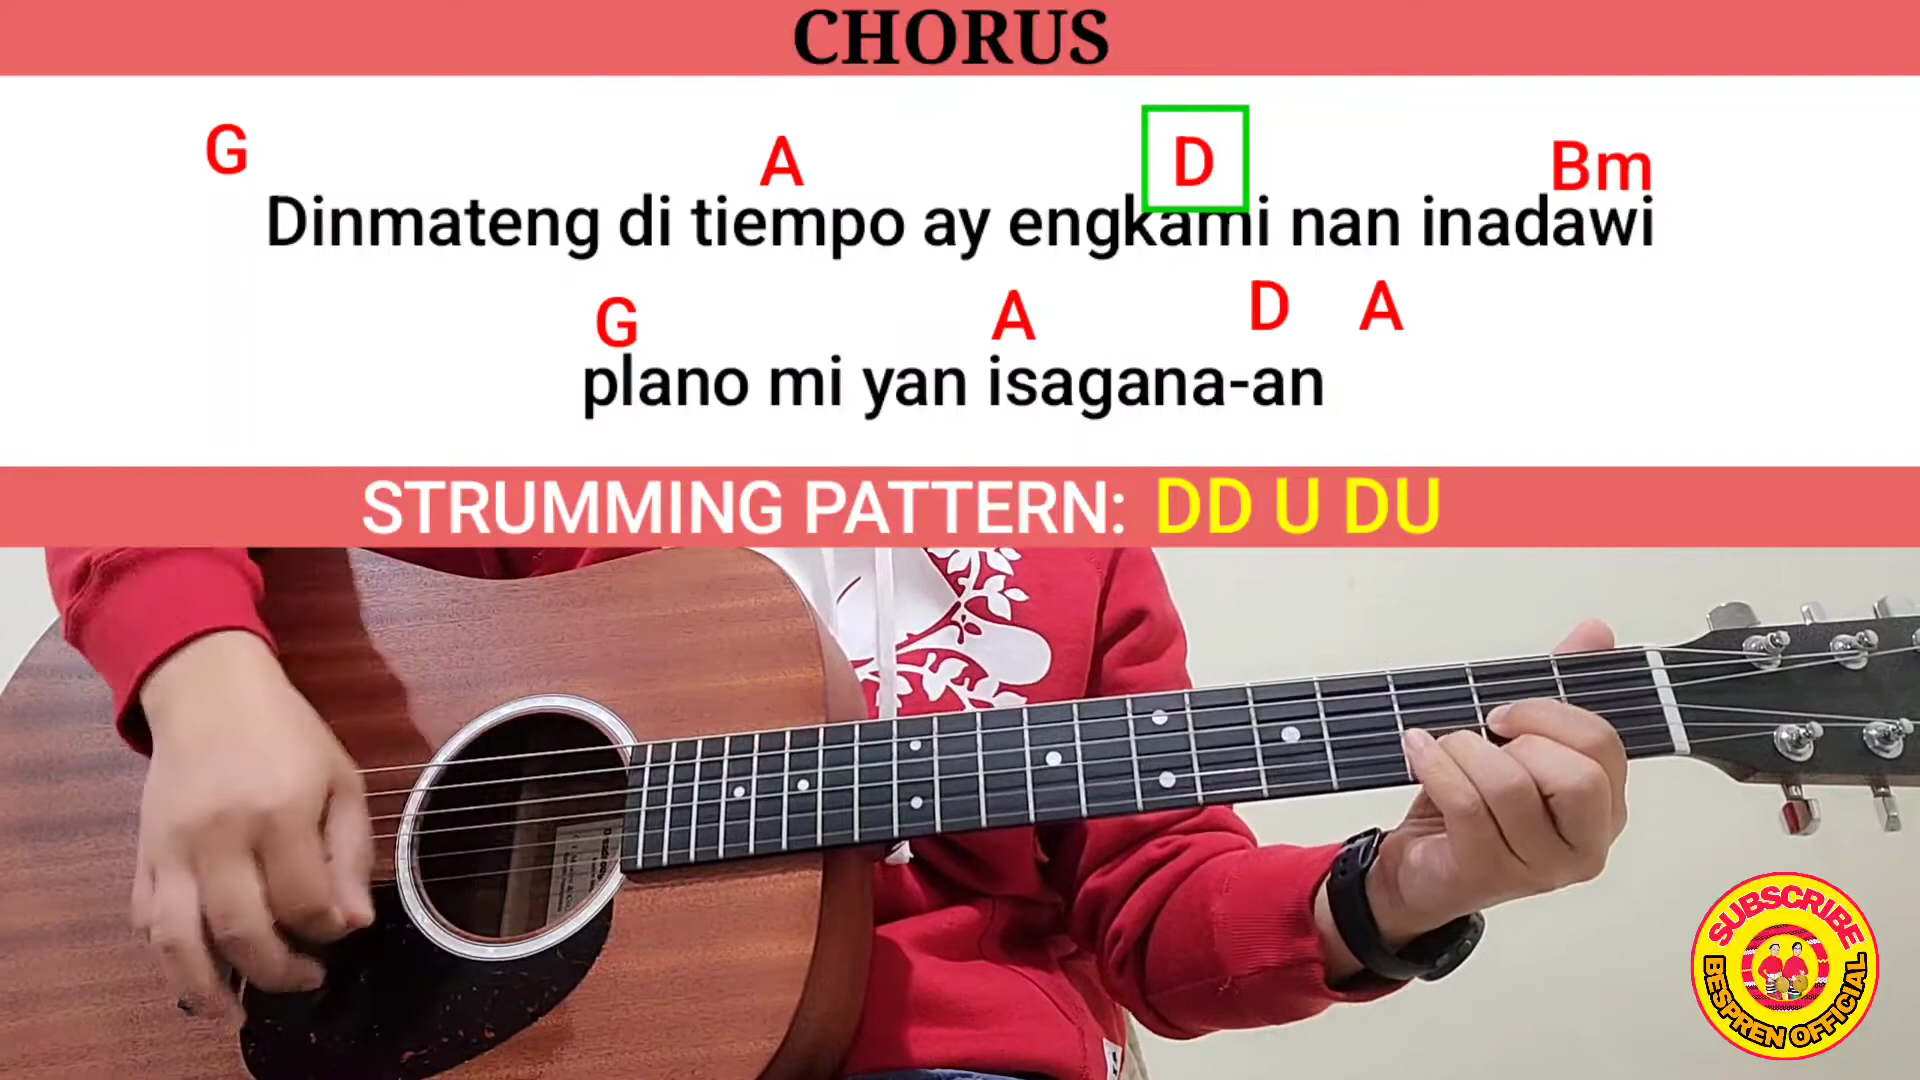 CHORUS
G A D Bm
Dinmateng di tiempo ay engkami nan inadawi
G A D A
plano mi yan isagana-an
STRUMMING PATTERN: DD U DU
SUBSCRIBE
BESPREN OFFICIAL